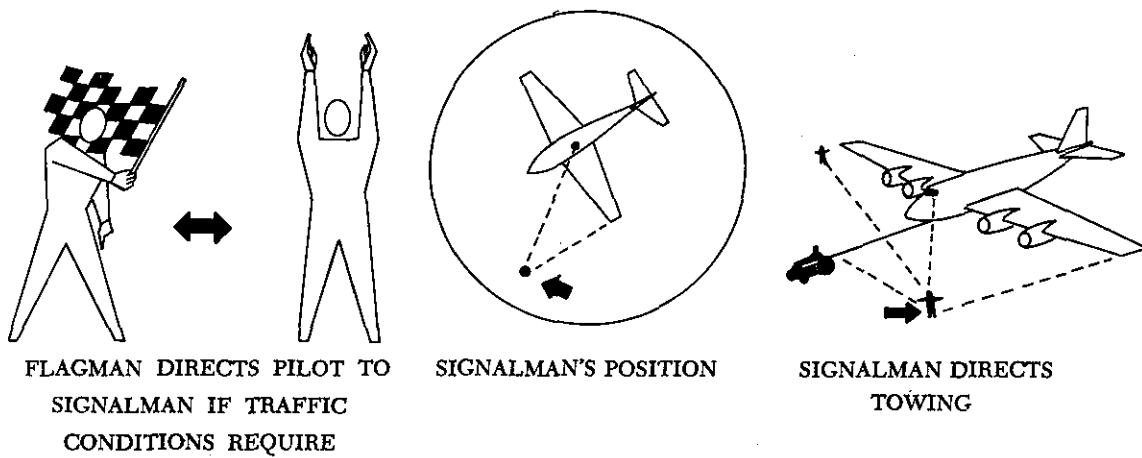 FLAGMAN DIRECTS PILOT TO
SIGNALMAN IF TRAFFIC
CONDITIONS REQUIRE
SIGNALMAN'S POSITION
SIGNALMAN DIRECTS
TOWING